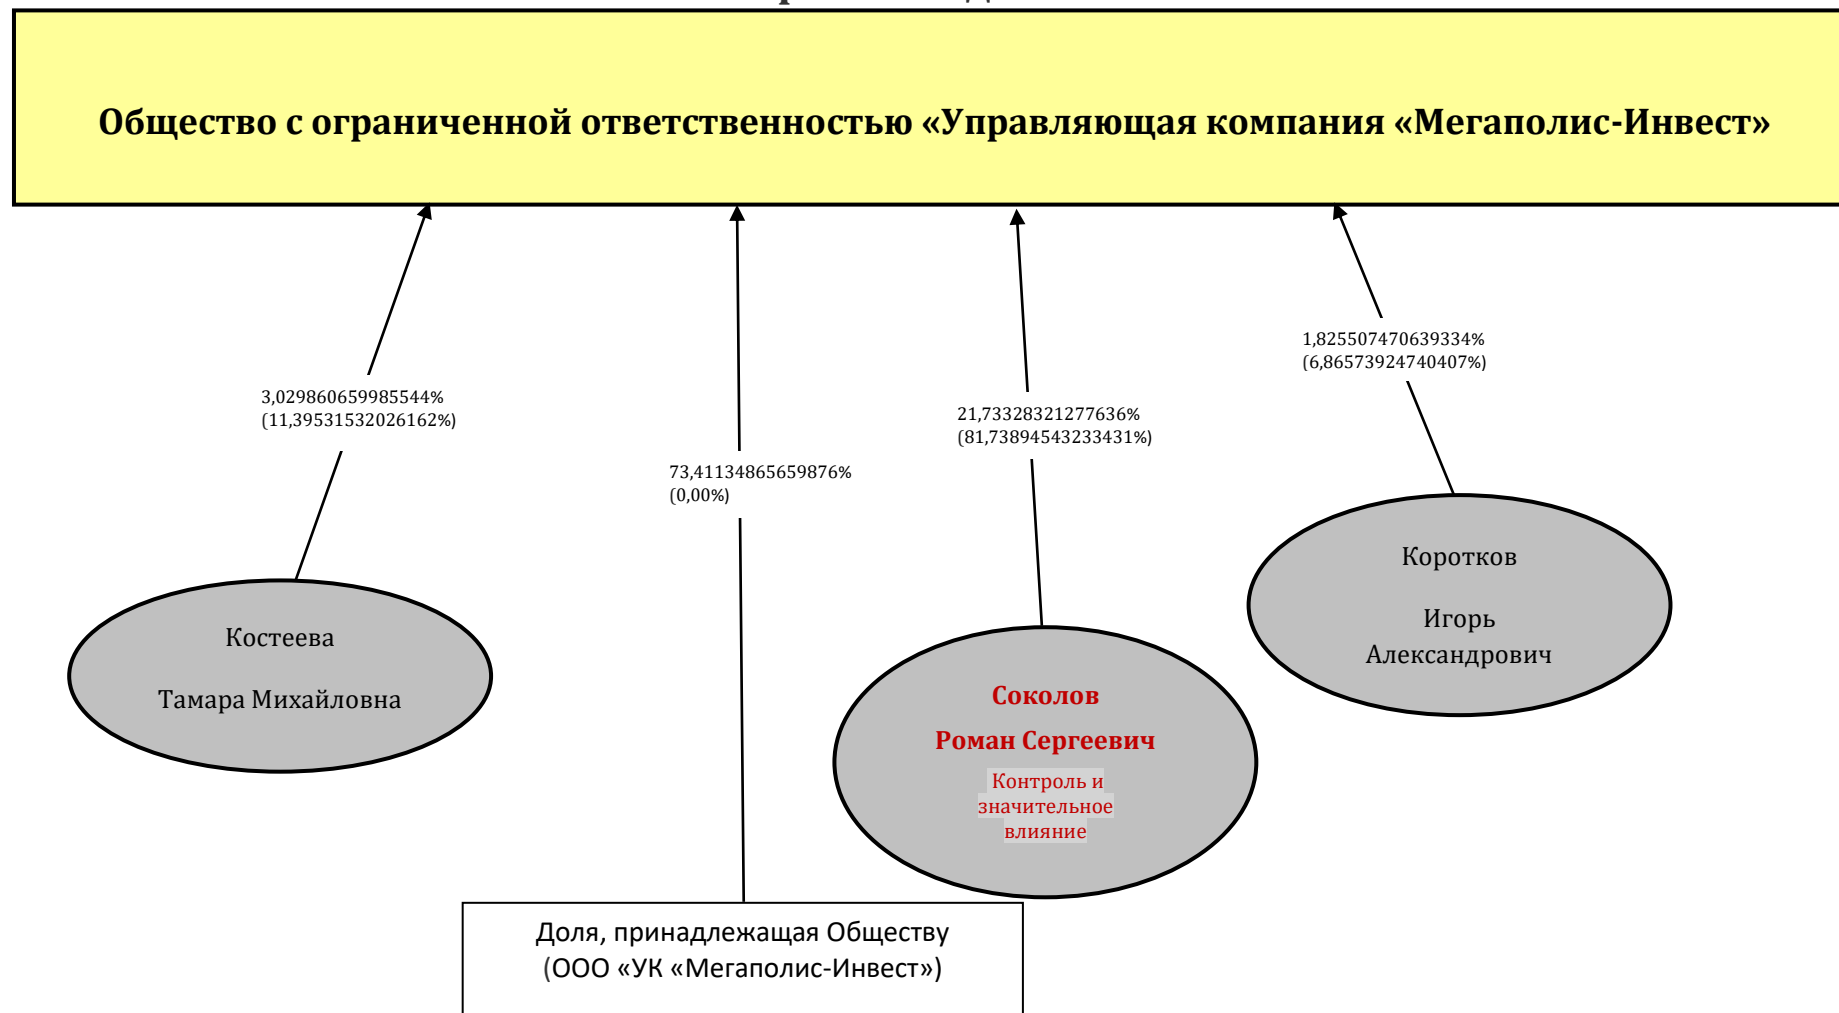 Общество с ограниченной ответственностью «Управляющая компания «Мегаполис-Инвест»
1,825507470639334%
(6,86573924740407%)
3,029860659985544%
(11,39531532026162%)
21,73328321277636%
(81,73894543233431%)
73,41134865659876%
(0,00%)
Коротков
Игорь
Александрович
Костеева
Тамара Михайловна
Соколов
Роман Сергеевич
Контроль и
значительное
влияние
Доля, принадлежащая Обществу
(ООО «УК «Мегаполис-Инвест»)